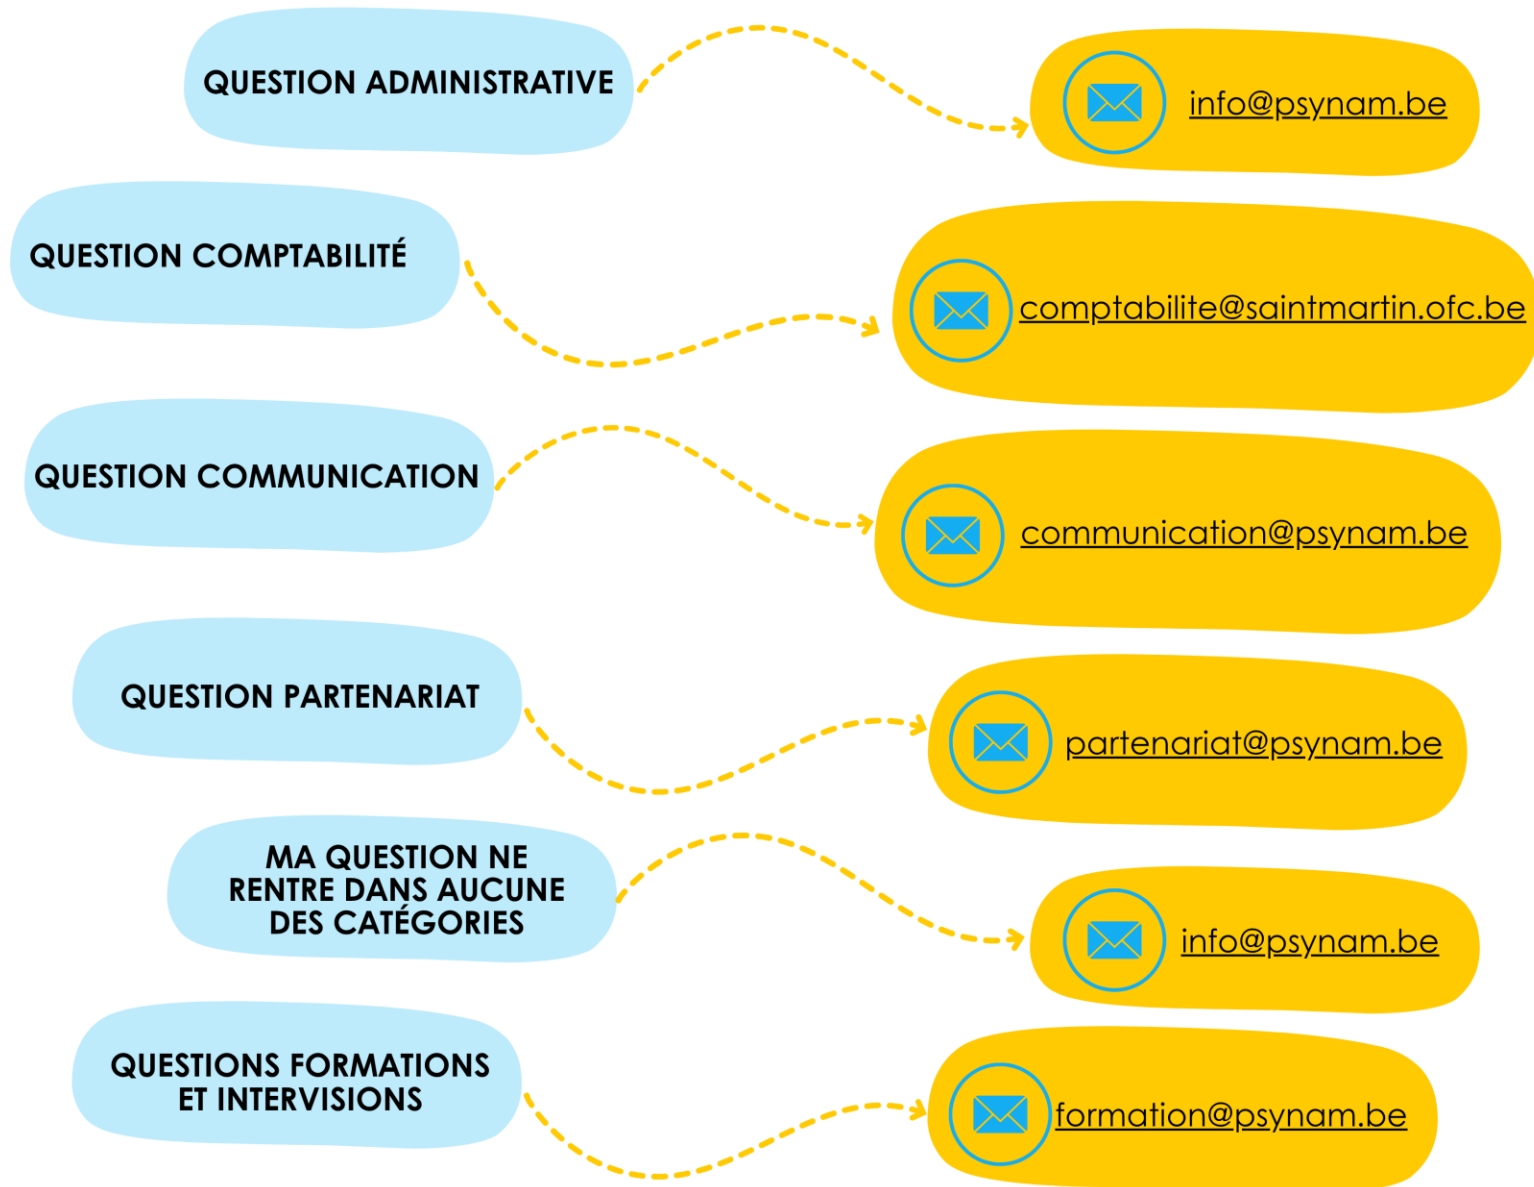 QUESTION ADMINISTRATIVE
info@psynam.be
QUESTION COMPTABILITÉ
comptabilite@saintmartin.ofc.be
QUESTION COMMUNICATION
communication@psynam.be
QUESTION PARTENARIAT
partenariat@psynam.be
MA QUESTION NE
RENTRE DANS AUCUNE
DES CATÉGORIES
info@psynam.be
QUESTIONS FORMATIONS
ET INTERVISIONS
formation@psynam.be